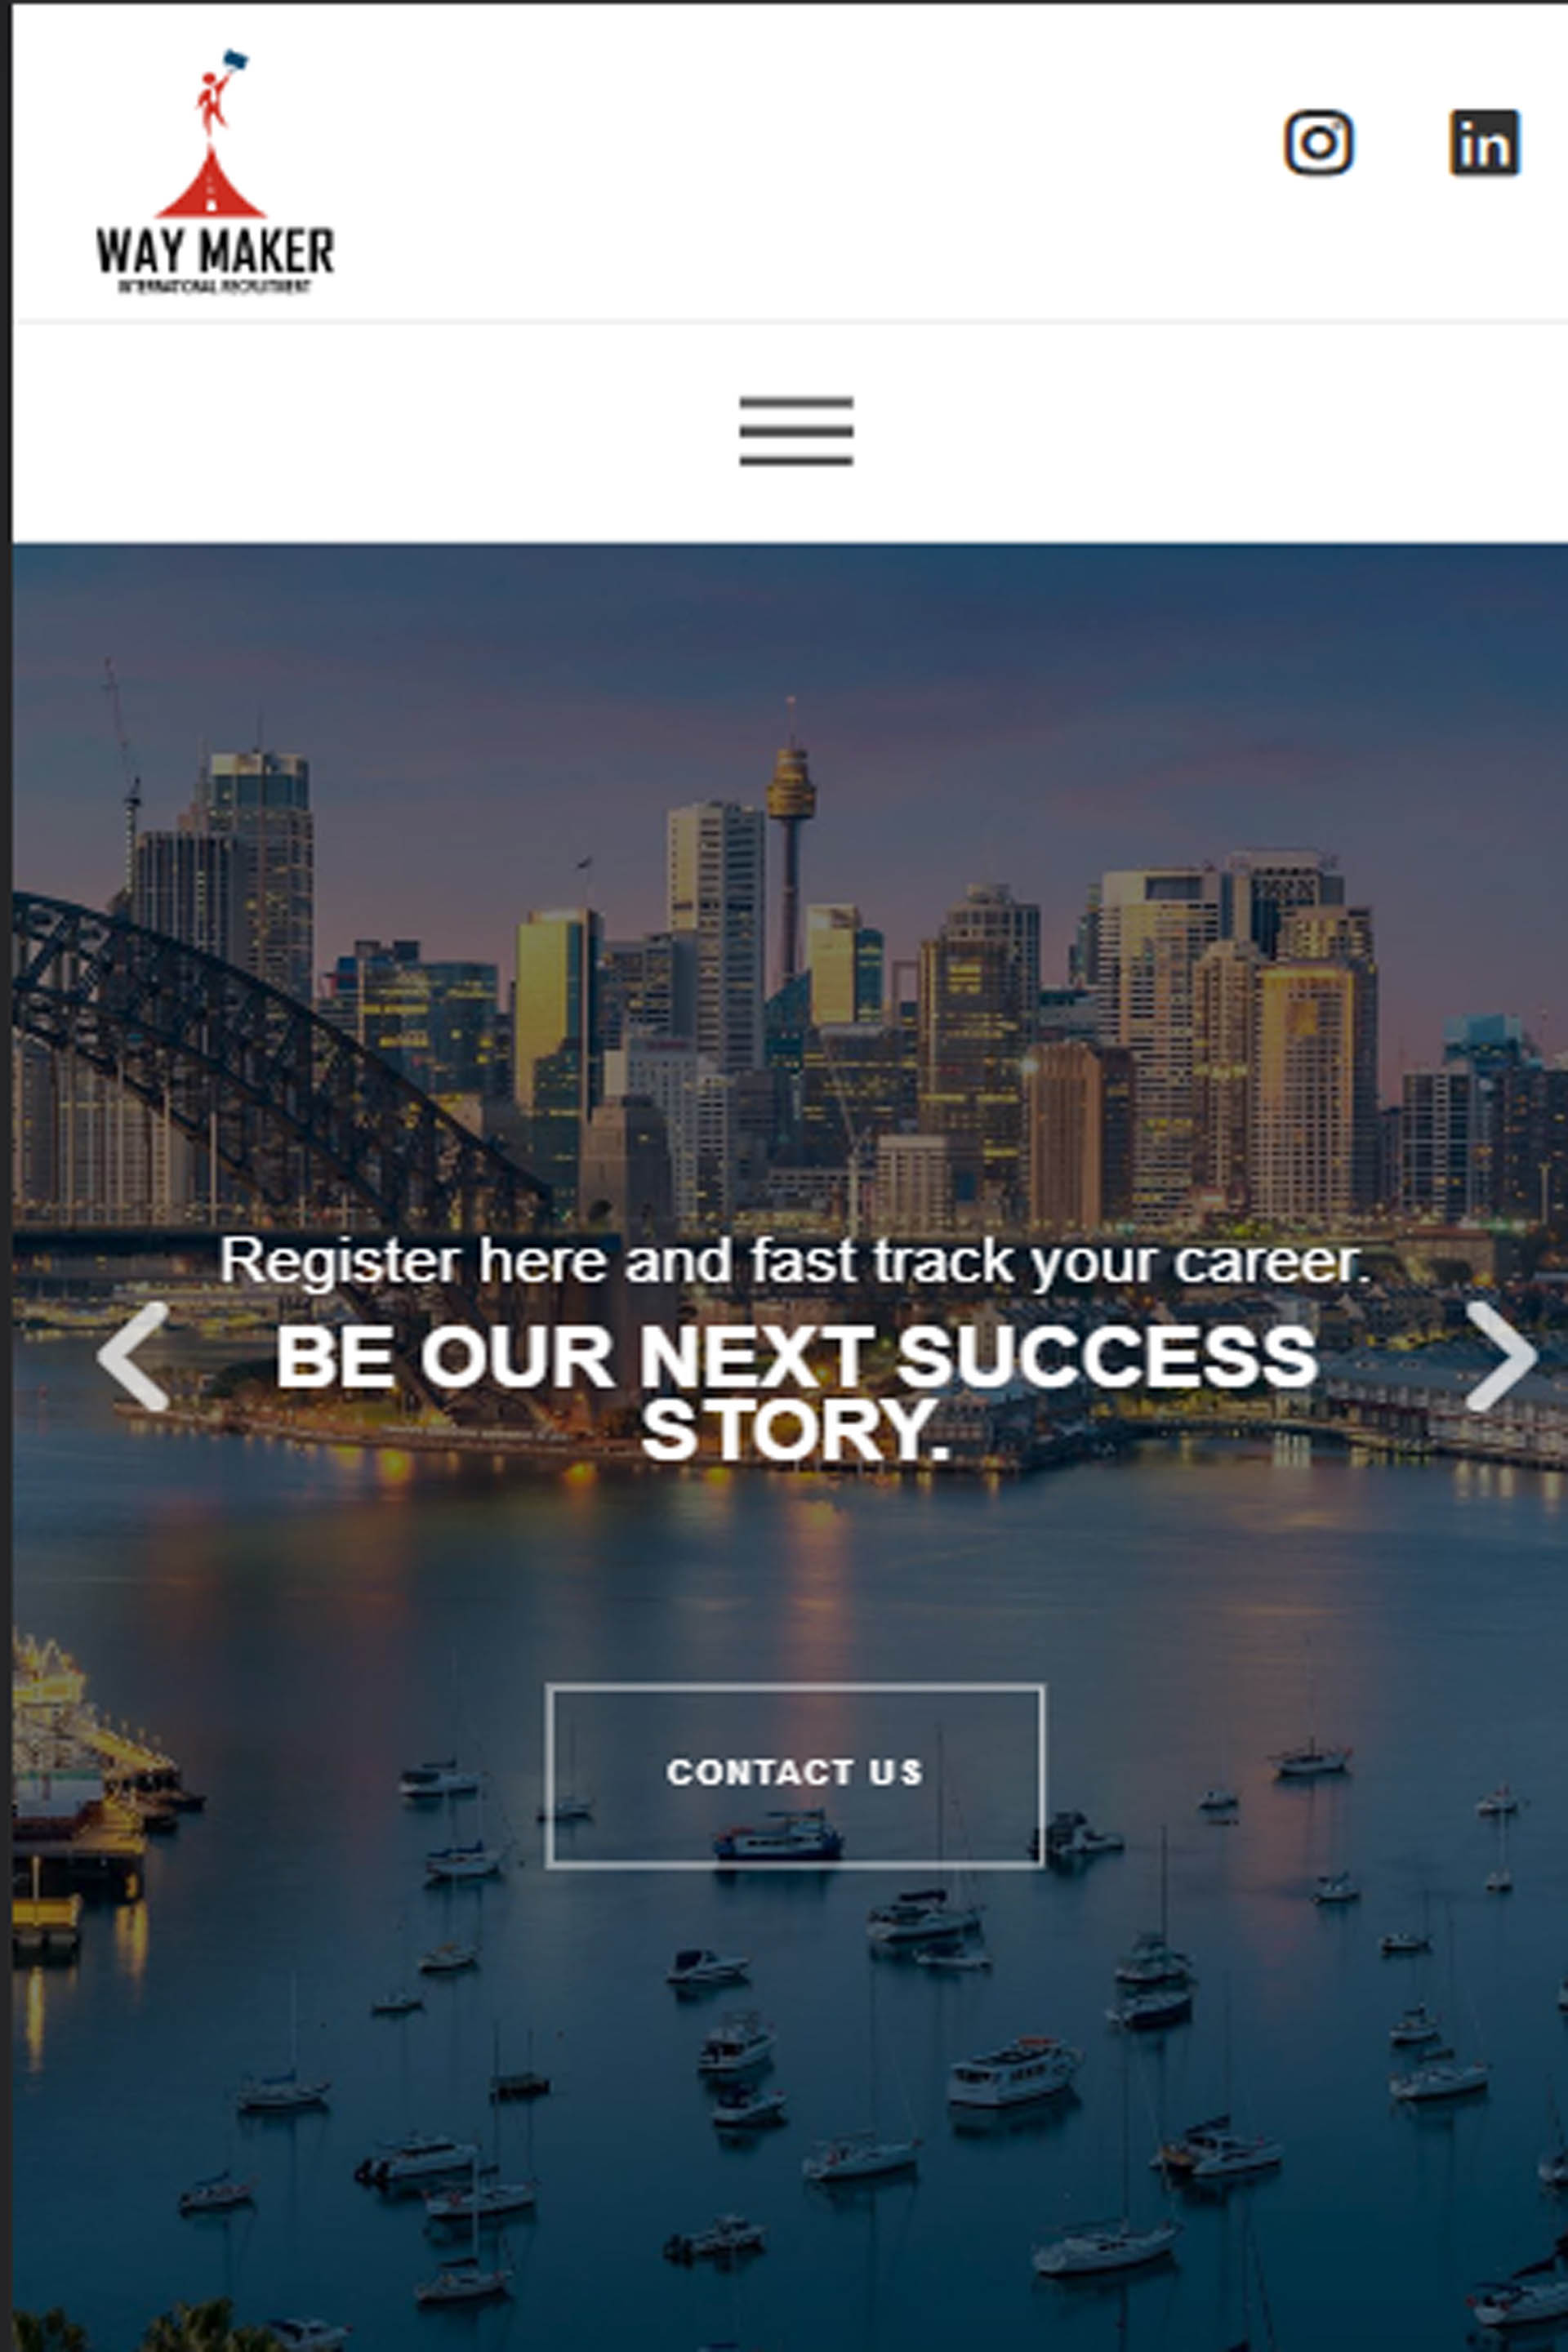 WAY MAKER
INTERNATIONAL RECRUITMENT
in
Register here and fast track your career.
BE OUR NEXT SUCCESS
STORY.
CONTACT US